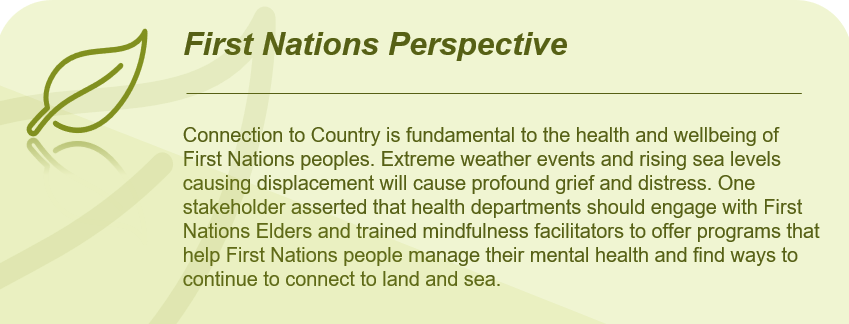 First Nations Perspective
Connection to Country is fundamental to the health and wellbeing of
First Nations peoples. Extreme weather events and rising sea levels
causing displacement will cause profound grief and distress. One
stakeholder asserted that health departments should engage with First
Nations Elders and trained mindfulness facilitators to offer programs that
help First Nations people manage their mental health and find ways to
continue to connect to land and sea.